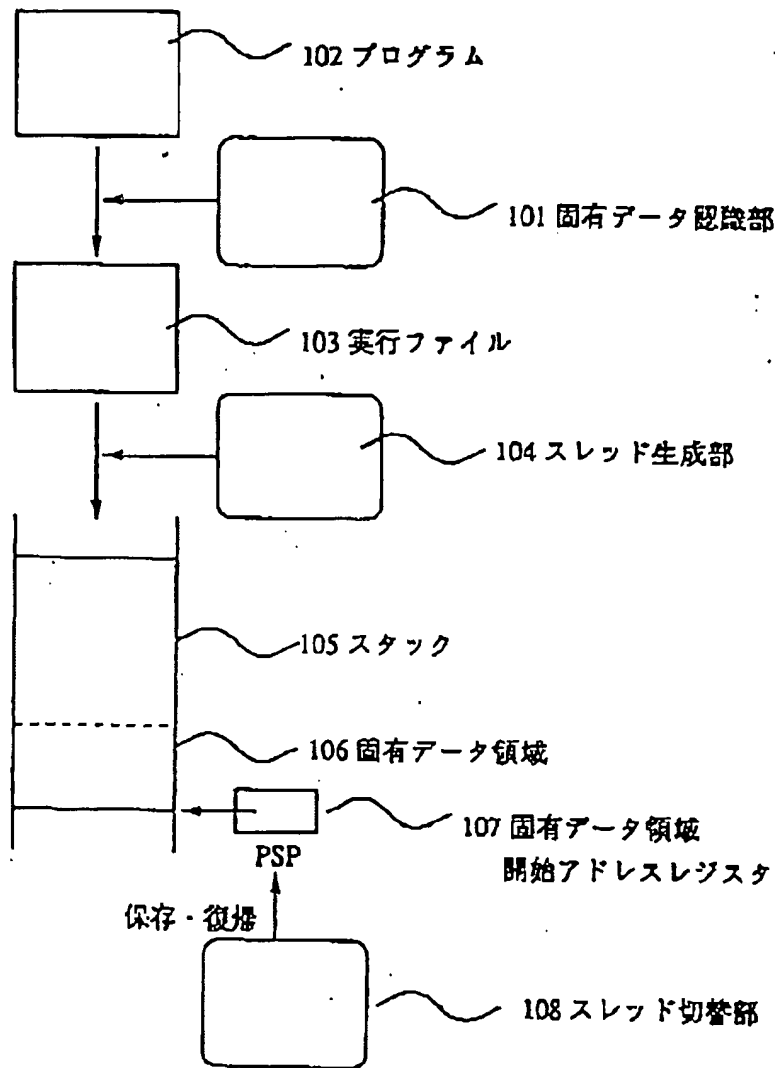 102 プログラム
101 固有データ認識部
103 実行ファイル
104 スレッド生成部
105 スタック
106 固有データ領域
107 固有データ領域
開始アドレスレジスタ
PSP
保存・復帰
108 スレッド切替部